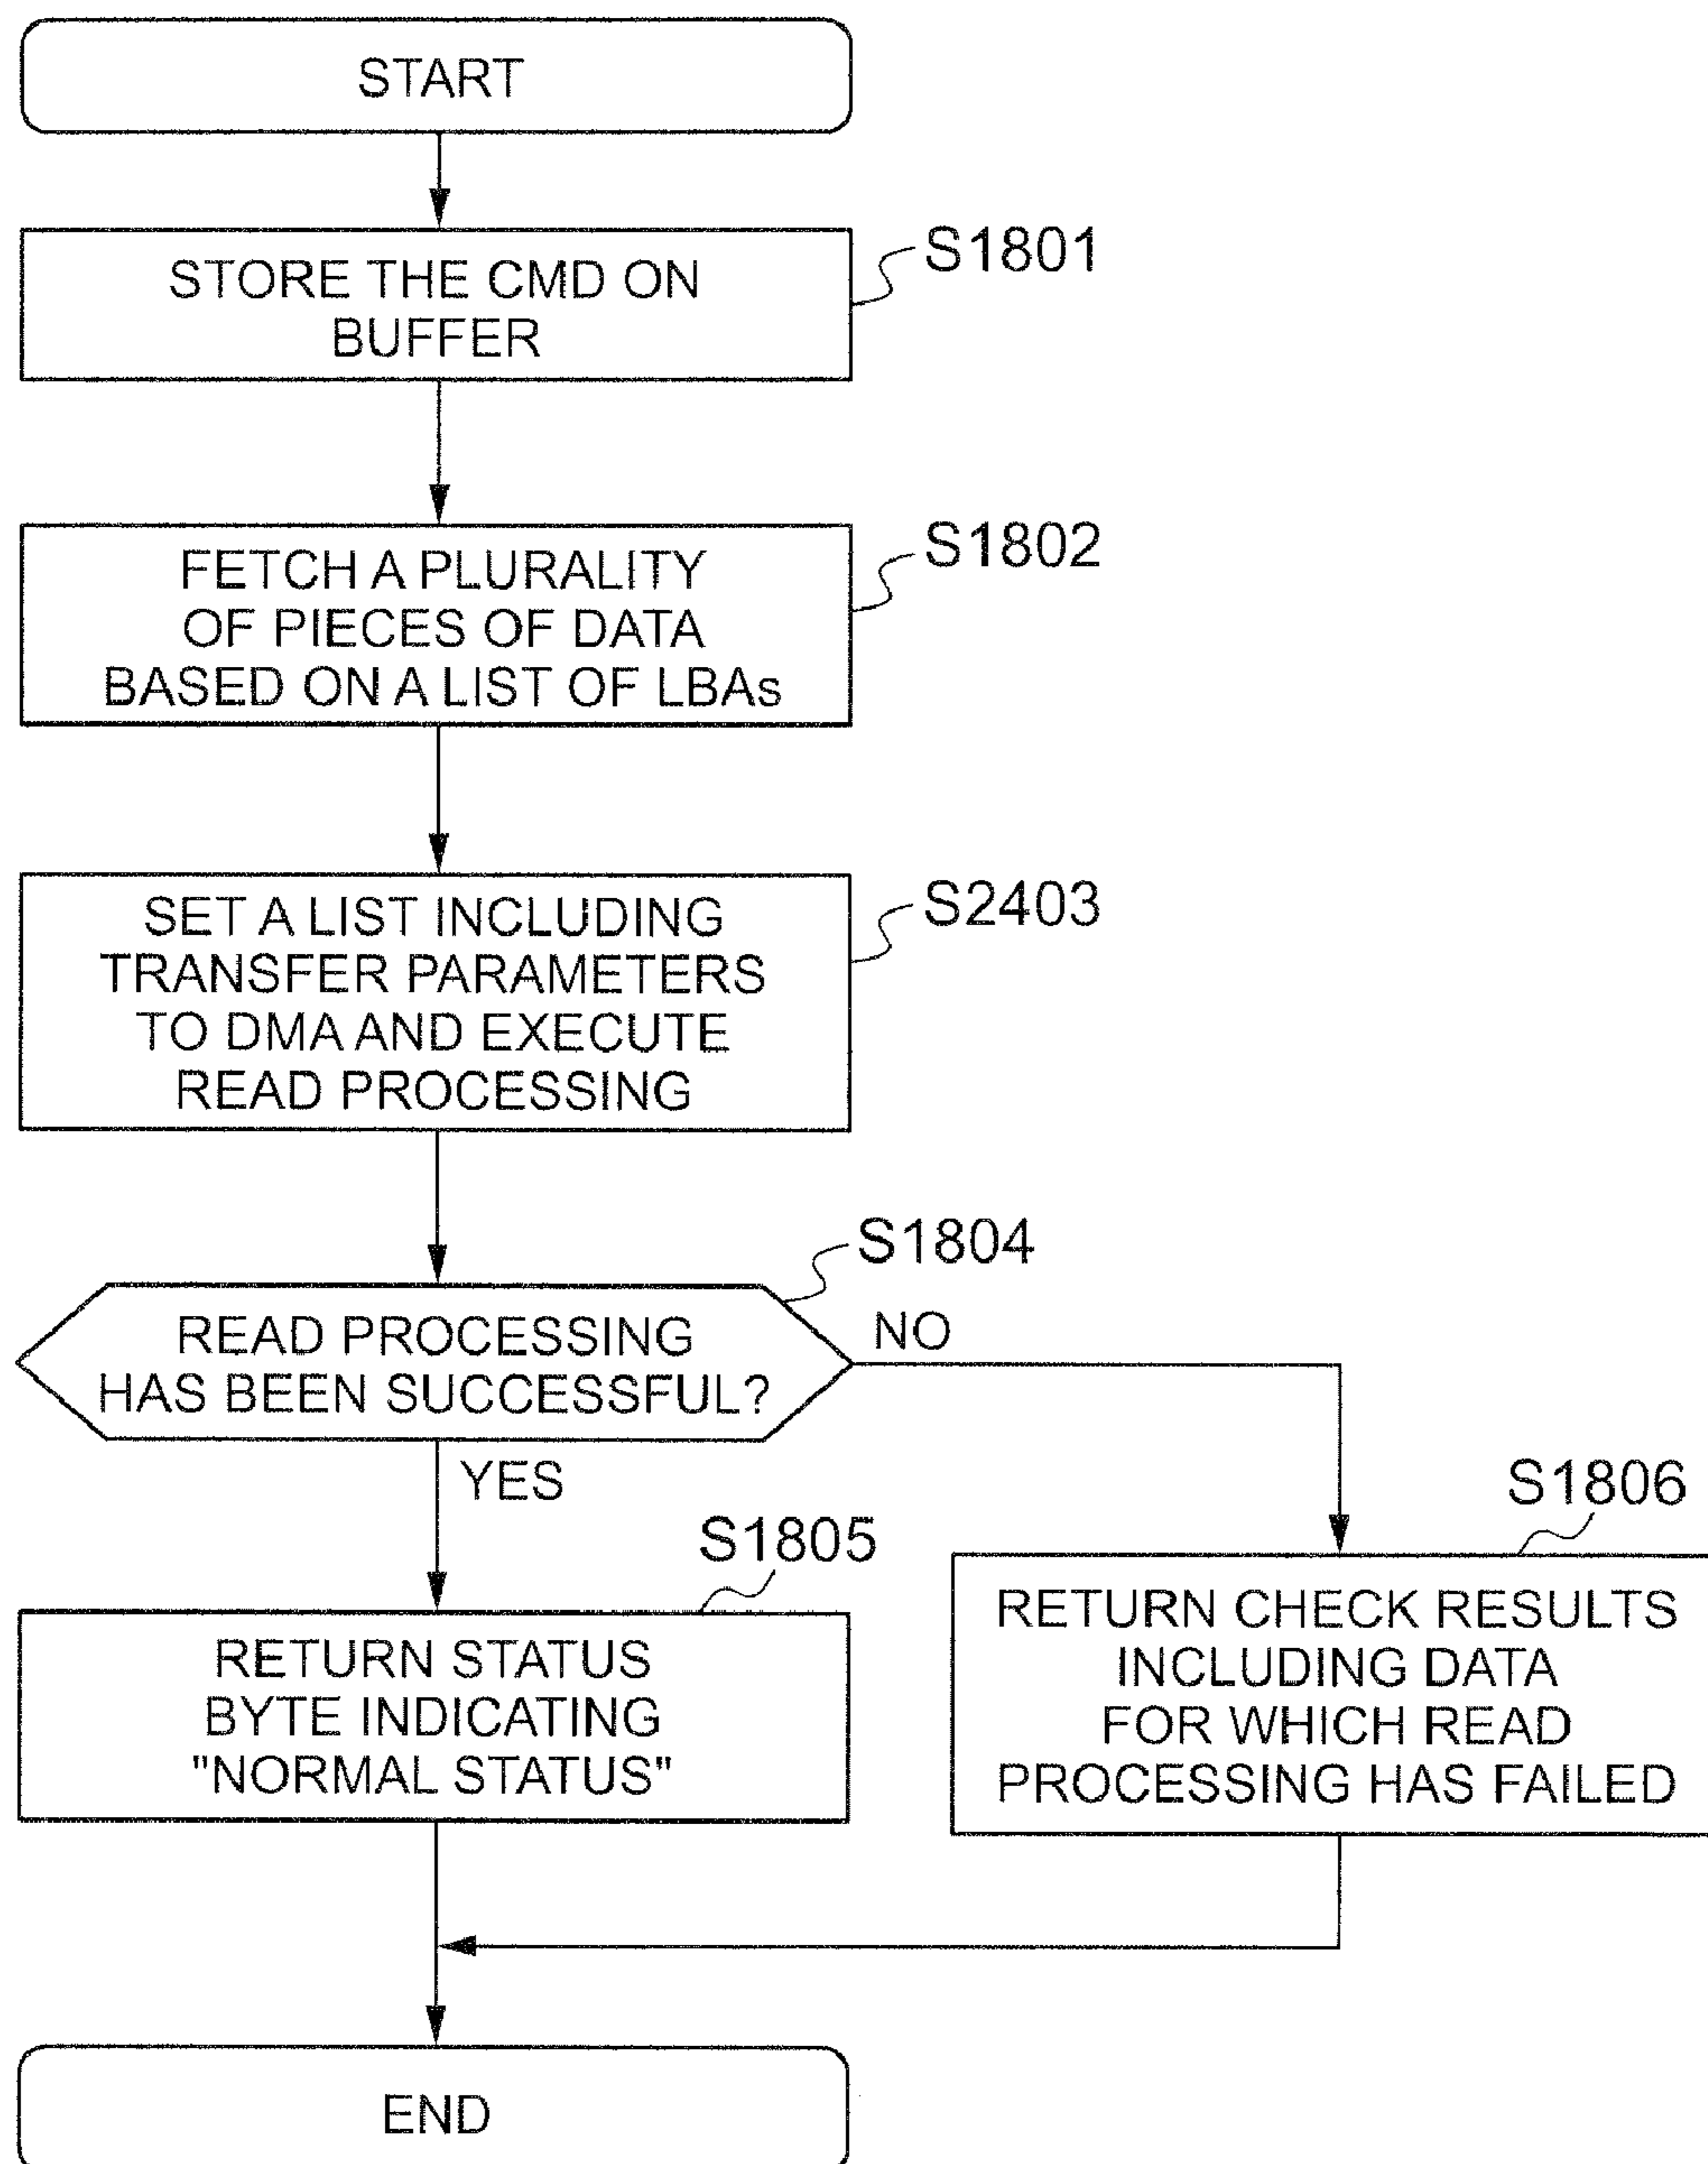 START
STORE THE CMD ON
BUFFER
S1801
FETCH A PLURALITY
OF PIECES OF DATA
BASED ON A LIST OF LBAs
S1802
SET A LIST INCLUDING
TRANSFER PARAMETERS
TO DMA AND EXECUTE
READ PROCESSING
S2403
READ PROCESSING
HAS BEEN SUCCESSFUL?
S1804
NO
YES
S1805
RETURN STATUS
BYTE INDICATING
"NORMAL STATUS"
S1806
RETURN CHECK RESULTS
INCLUDING DATA
FOR WHICH READ
PROCESSING HAS FAILED
END